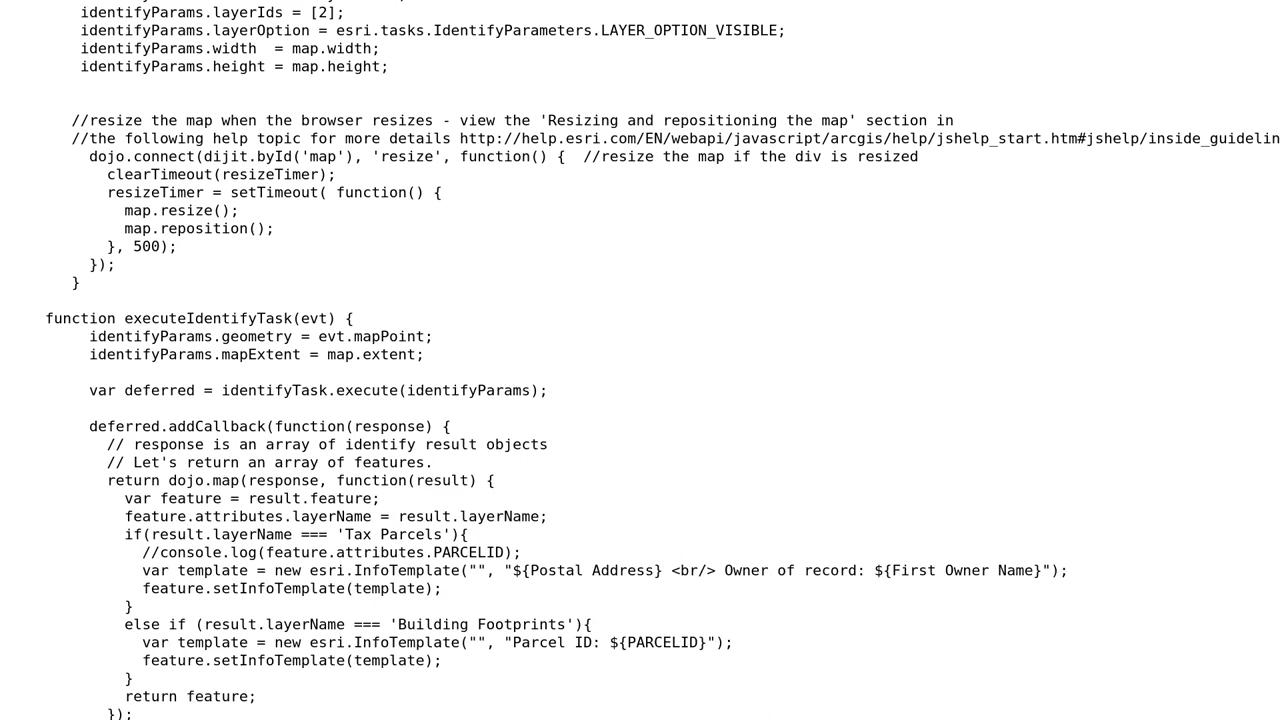 identifyParams.layerIds = [2];
identifyParams.layerOption = esri.tasks.IdentifyParameters.LAYER_OPTION_VISIBLE;
identifyParams.width  = map.width;
identifyParams.height = map.height;
//resize the map when the browser resizes - view the 'Resizing and repositioning the map' section in
//the following help topic for more details http://help.esri.com/EN/webapi/javascript/arcgis/help/jshelp_start.htm#jshelp/inside_guidelin
dojo.connect(dijit.byId('map'), 'resize', function() {  //resize the map if the div is resized
clearTimeout(resizeTimer);
resizeTimer = setTimeout( function() {
map.resize();
map.reposition();
}, 500);
});
}
function executeIdentifyTask(evt) {
identifyParams.geometry = evt.mapPoint;
identifyParams.mapExtent = map.extent;
var deferred = identifyTask.execute(identifyParams);
deferred.addCallback(function(response) {
// response is an array of identify result objects
// Let's return an array of features.
return dojo.map(response, function(result) {
var feature = result.feature;
feature.attributes.layerName = result.layerName;
if(result.layerName === 'Tax Parcels'){
//console.log(feature.attributes.PARCELID);
var template = new esri.InfoTemplate("", "${Postal Address} <br/> Owner of record: ${First Owner Name}");
feature.setInfoTemplate(template);
}
else if (result.layerName === 'Building Footprints'){
var template = new esri.InfoTemplate("", "Parcel ID: ${PARCELID}");
feature.setInfoTemplate(template);
}
return feature;
});